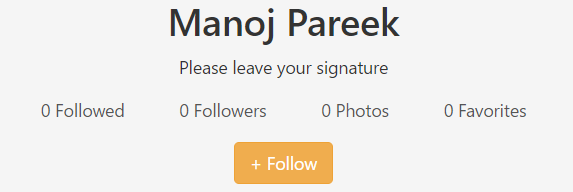 Manoj Pareek
Please leave your signature
0 Followed 0 Followers 0 Photos 0 Favorites
+ Follow